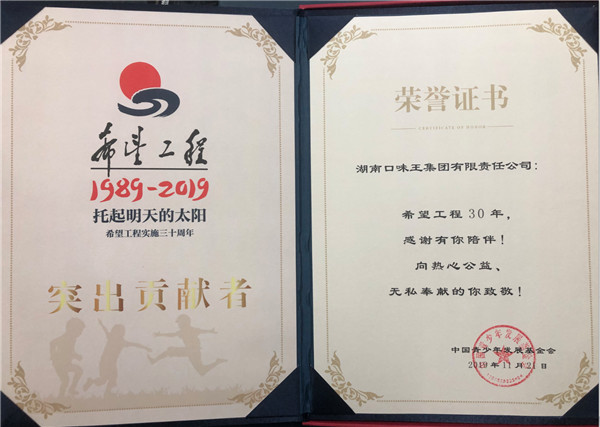 希望工程
1989-2019
托起明天的太阳
希望工程实施三十周年
突出贡献者
荣誉证书
CERTIFICATE OF HONOR
湖南口味王集团有限责任公司：
希望工程30年，
感谢有你陪伴！
向热心公益、
无私奉献的你致敬！
中国青少年发展基金会
2019年11月21日